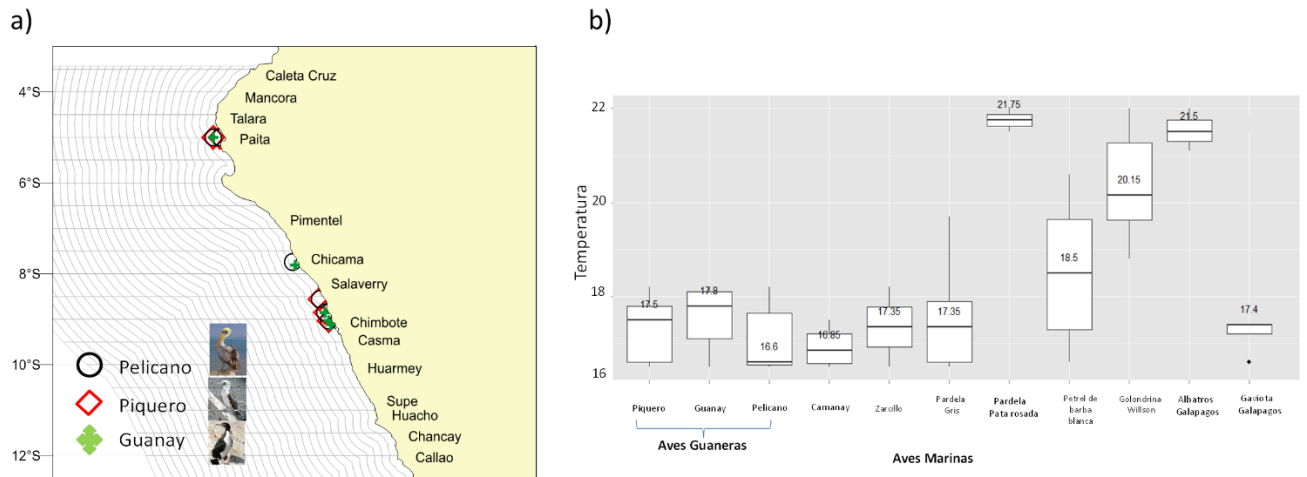 a)
4°S
6°S
8°S
10°S
12°S
Caleta Cruz
Mancora
Talara
Paita
Pimentel
Chicama
Salaverry
Chimbote
Casma
Huarmey
Supe
Huacho
Chancay
Callao
Pelicano
Piquero
Guanay
b)
Temperatura
22
20
18
16
17.5
17.8
16.6
16.85
17.35
17.35
21.75
18.5
20.15
21.5
17.4
Piquero
Guanay
Pelicano
Camanay
Zarcillo
Pardela
Gris
Pardela
Pata rosada
Petrel de
barba
blanca
Golondrina
Willson
Albatros
Galapagos
Gaviota
Galapagos
Aves Guaneras
Aves Marinas